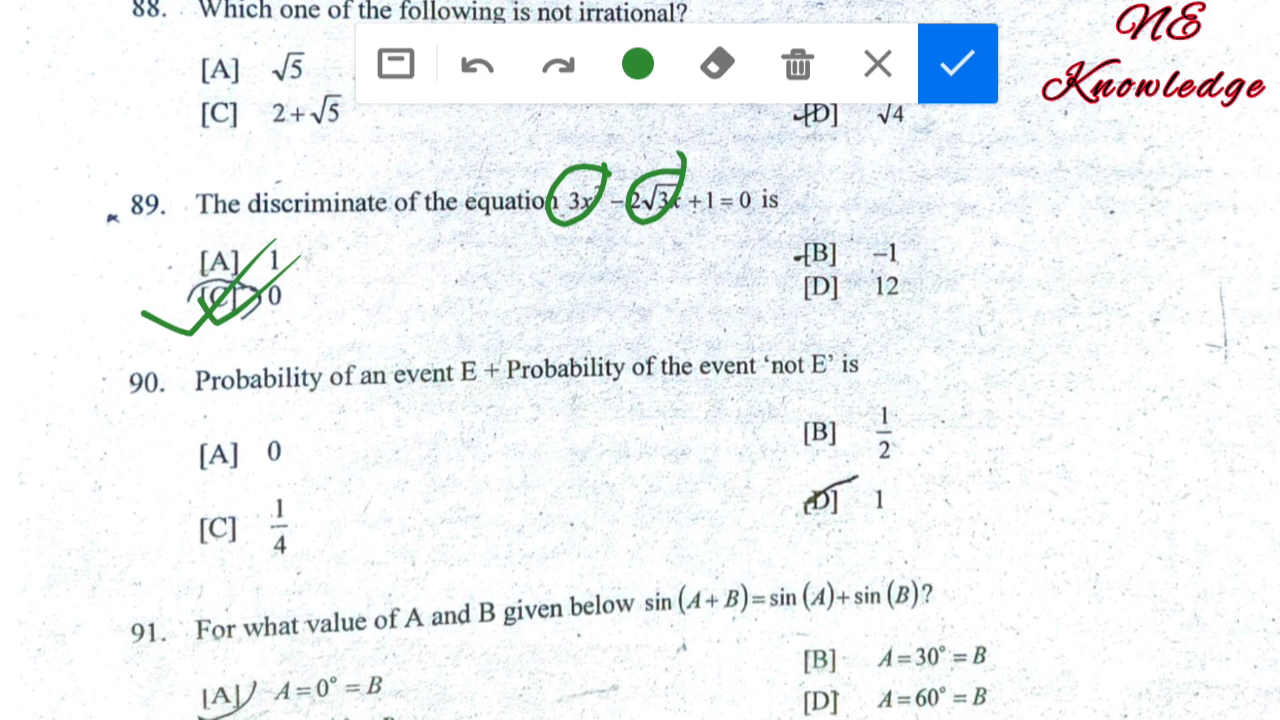 88. Which one of the following is not irrational?
[A] √5
[C] 2+√5
[D] √4
NE
Knowledge
89. The discriminate of the equation 3x² – 2√3x + 1 = 0 is
[A] 1
[B] –1
[C] 0
[D] 12
90. Probability of an event E + Probability of the event ‘not E’ is
[A] 0
[B] 1/2
[C] 1/4
[D] 1
91. For what value of A and B given below sin (A+B)=sin (A)+sin (B)?
[A] A=0° = B
[B] A=30° = B
[D] A=60° = B